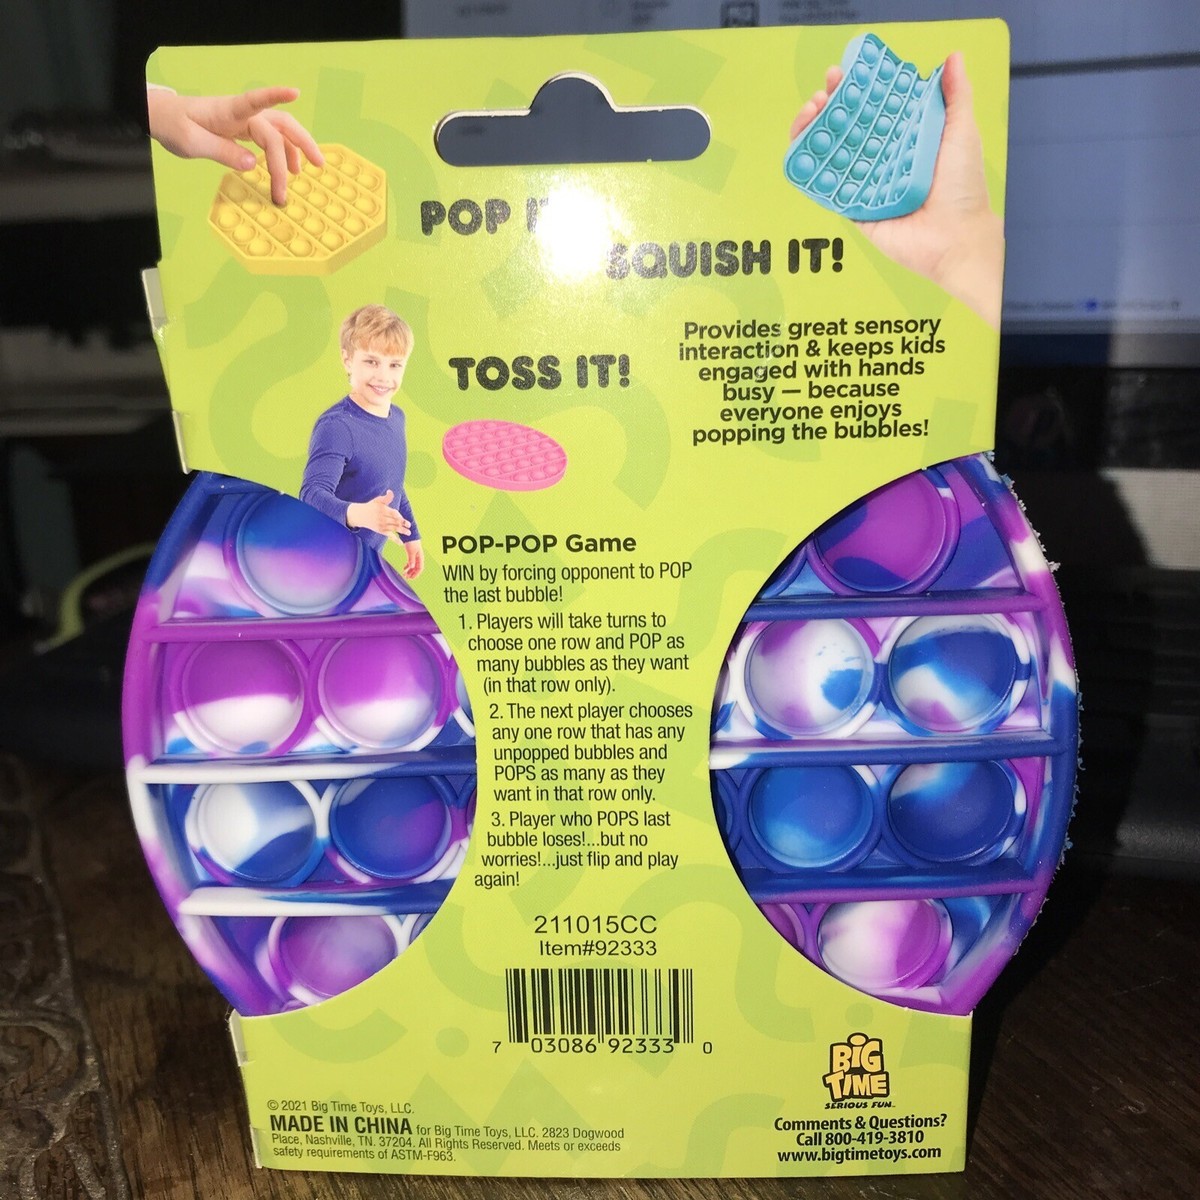 POP
SQUISH IT!
TOSS IT!
Provides great sensory
interaction & keeps kids
engaged with hands
busy — because
everyone enjoys
popping the bubbles!
POP-POP Game
WIN by forcing opponent to POP
the last bubble!
1. Players will take turns to
choose one row and POP as
many bubbles as they want
(in that row only).
2. The next player chooses
any one row that has any
unpopped bubbles and
POPS as many as they
want in that row only.
3. Player who POPS last
bubble loses!...but no
worries!...just flip and play
again!
211015CC
Item#92333
7 03086 92333 0
© 2021 Big Time Toys, LLC.
MADE IN CHINA for Big Time Toys, LLC. 2823 Dogwood
Place, Nashville, TN. 37204. All Rights Reserved. Meets or exceeds
safety requirements of ASTM-F963.
BIG
TIME
SERIOUS FUN
Comments & Questions?
Call 800-419-3810
www.bigtimetoys.com